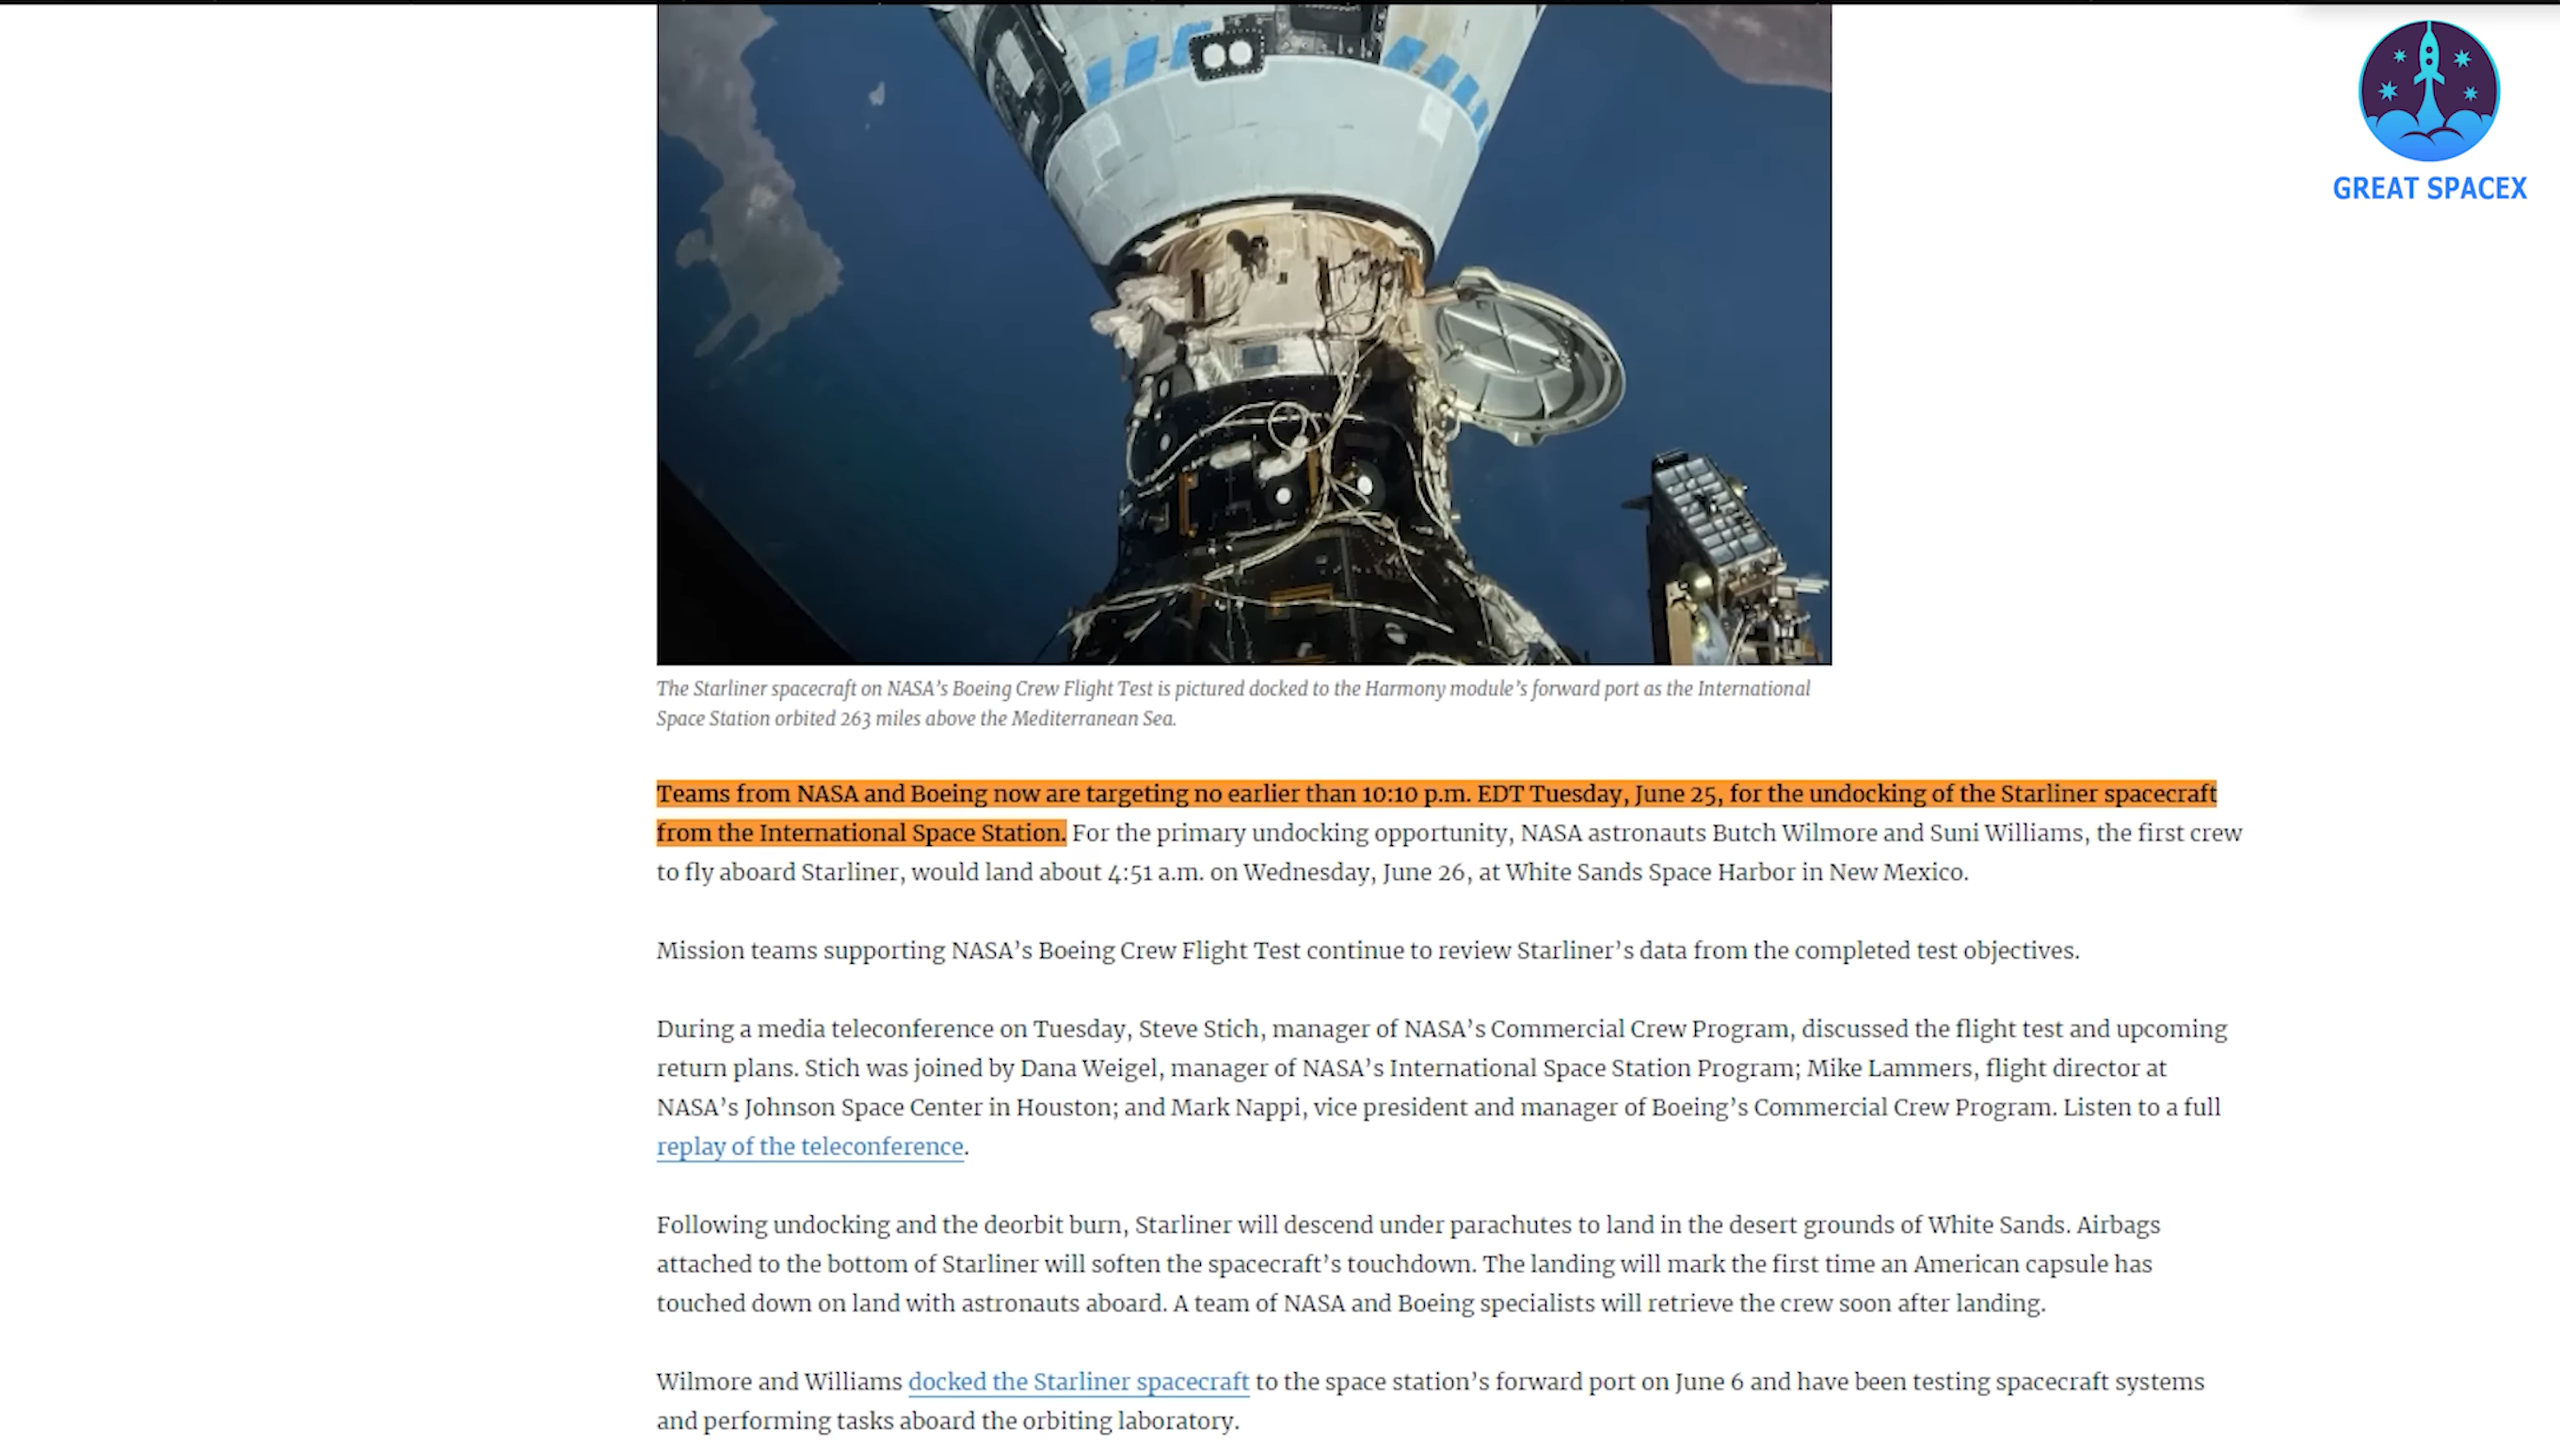 GREAT SPACEX
The Starliner spacecraft on NASA’s Boeing Crew Flight Test is pictured docked to the Harmony module’s forward port as the International
Space Station orbited 263 miles above the Mediterranean Sea.
Teams from NASA and Boeing now are targeting no earlier than 10:10 p.m. EDT Tuesday, June 25, for the undocking of the Starliner spacecraft
from the International Space Station. For the primary undocking opportunity, NASA astronauts Butch Wilmore and Suni Williams, the first crew
to fly aboard Starliner, would land about 4:51 a.m. on Wednesday, June 26, at White Sands Space Harbor in New Mexico.
Mission teams supporting NASA’s Boeing Crew Flight Test continue to review Starliner’s data from the completed test objectives.
During a media teleconference on Tuesday, Steve Stich, manager of NASA’s Commercial Crew Program, discussed the flight test and upcoming
return plans. Stich was joined by Dana Weigel, manager of NASA’s International Space Station Program; Mike Lammers, flight director at
NASA’s Johnson Space Center in Houston; and Mark Nappi, vice president and manager of Boeing’s Commercial Crew Program. Listen to a full
replay of the teleconference.
Following undocking and the deorbit burn, Starliner will descend under parachutes to land in the desert grounds of White Sands. Airbags
attached to the bottom of Starliner will soften the spacecraft’s touchdown. The landing will mark the first time an American capsule has
touched down on land with astronauts aboard. A team of NASA and Boeing specialists will retrieve the crew soon after landing.
Wilmore and Williams docked the Starliner spacecraft to the space station’s forward port on June 6 and have been testing spacecraft systems
and performing tasks aboard the orbiting laboratory.